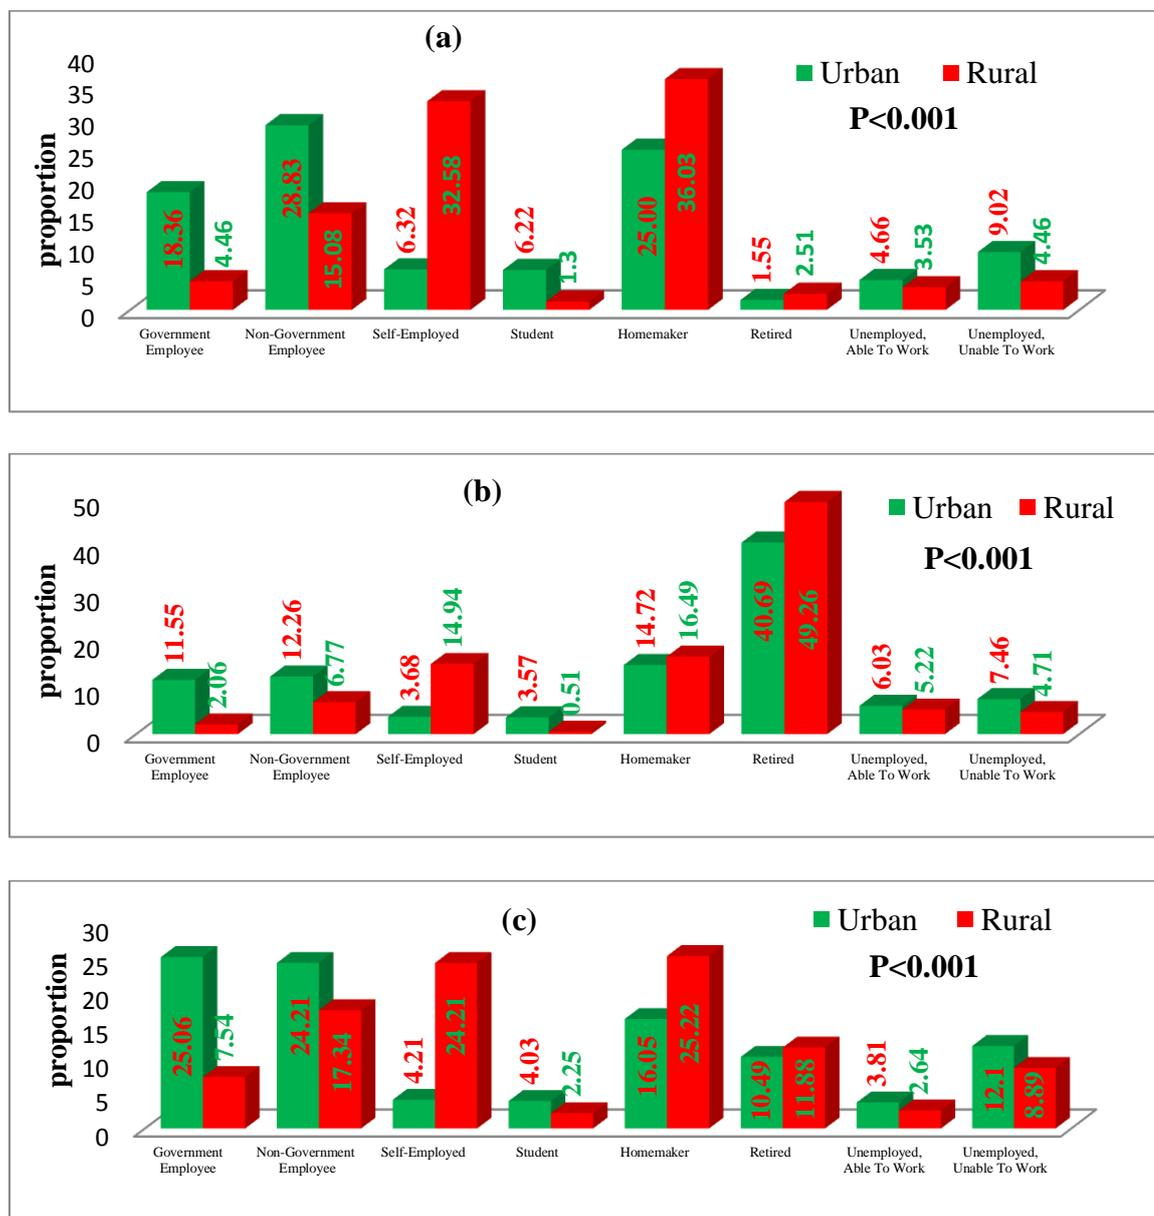 (a)
40
35
30
25
20
15
10
5
0
proportion
Urban Rural
P<0.001
18.36
4.46
28.83
15.08
6.32
32.58
6.22
1.3
25.00
36.03
1.55
2.51
4.66
3.53
9.02
4.46
Government
Employee
Non-Government
Employee
Self-Employed
Student
Homemaker
Retired
Unemployed,
Able To Work
Unemployed,
Unable To Work
(b)
50
40
30
20
10
0
proportion
Urban Rural
P<0.001
11.55
2.06
12.26
6.77
3.68
14.94
3.57
0.51
14.72
16.49
40.69
49.26
6.03
5.22
7.46
4.71
Government
Employee
Non-Government
Employee
Self-Employed
Student
Homemaker
Retired
Unemployed,
Able To Work
Unemployed,
Unable To Work
(c)
30
25
20
15
10
5
0
proportion
Urban Rural
P<0.001
25.06
7.54
24.21
17.34
4.21
24.21
4.03
2.25
16.05
25.22
10.49
11.88
3.81
2.64
12.1
8.89
Government
Employee
Non-Government
Employee
Self-Employed
Student
Homemaker
Retired
Unemployed,
Able To Work
Unemployed,
Unable To Work